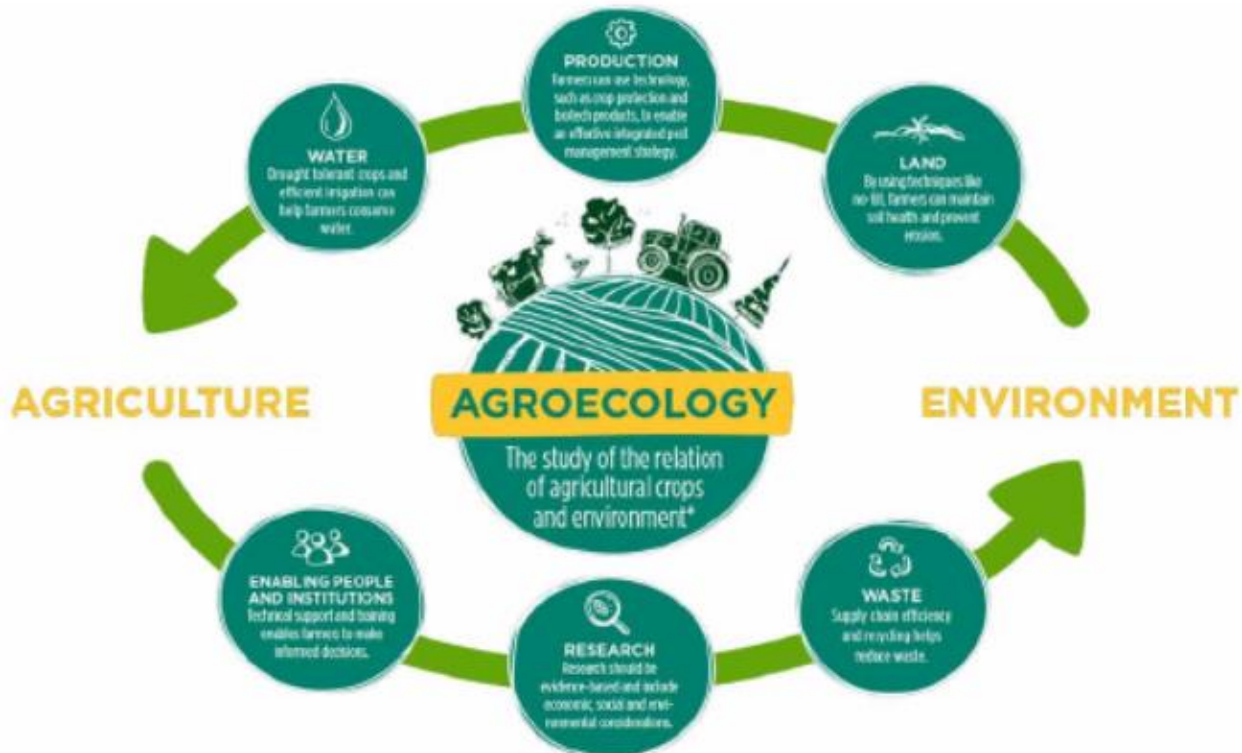 PRODUCTION
Farmers can use technology,
such as crop protection and
biotech products, to enable
an effective integrated pest
management strategy.
WATER
Drought tolerant crops and
efficient irrigation can
help farmers conserve
water.
LAND
By using techniques like
no-till, farmers can maintain
soil health and prevent
erosion.
AGRICULTURE
AGROECOLOGY
ENVIRONMENT
The study of the relation
of agricultural crops
and environment*
ENABLING PEOPLE
AND INSTITUTIONS
Technical support and training
enables farmers to make
informed decisions.
RESEARCH
Research should be
evidence-based and include
economic, social and envi-
ronmental considerations.
WASTE
Supply chain efficiency
and recycling helps
reduce waste.